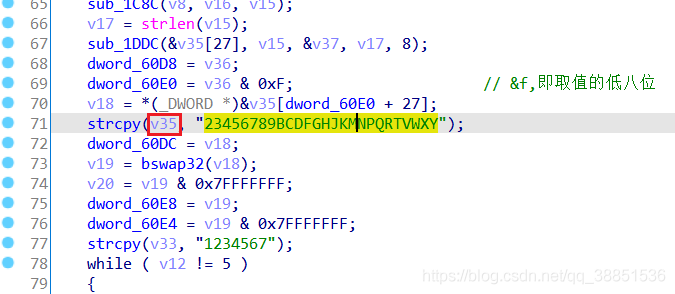 65 sub_1C8C(v8, v16, v15);
66 v17 = strlen(v15);
67 sub_1DDC(&v35[27], v15, &v37, v17, 8);
68 dword_60D8 = v36;
69 dword_60E0 = v36 & 0xF; // &f,即取值的低八位
70 v18 = *(_DWORD *)&v35[dword_60E0 + 27];
71 strcpy(v35, "23456789BCDFGHJKMNPQRTVWXY");
72 dword_60DC = v18;
73 v19 = bswap32(v18);
74 v20 = v19 & 0x7FFFFFFF;
75 dword_60E8 = v19;
76 dword_60E4 = v19 & 0x7FFFFFFF;
77 strcpy(v33, "1234567");
78 while ( v12 != 5 )
79 {
https://blog.csdn.net/qq_38851536